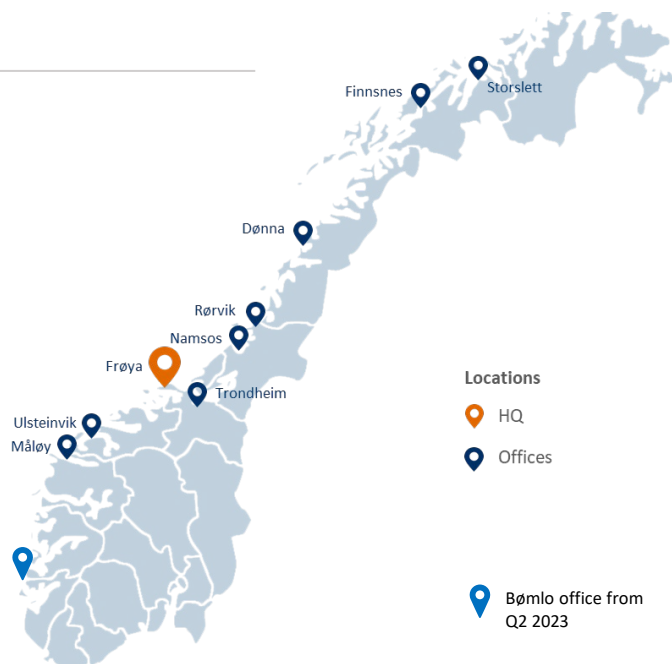 Finnsnes
Storslett
Dønna
Rørvik
Namsos
Frøya
Trondheim
Ulsteinvik
Måløy
Locations
HQ
Offices
Bømlo office from
Q2 2023